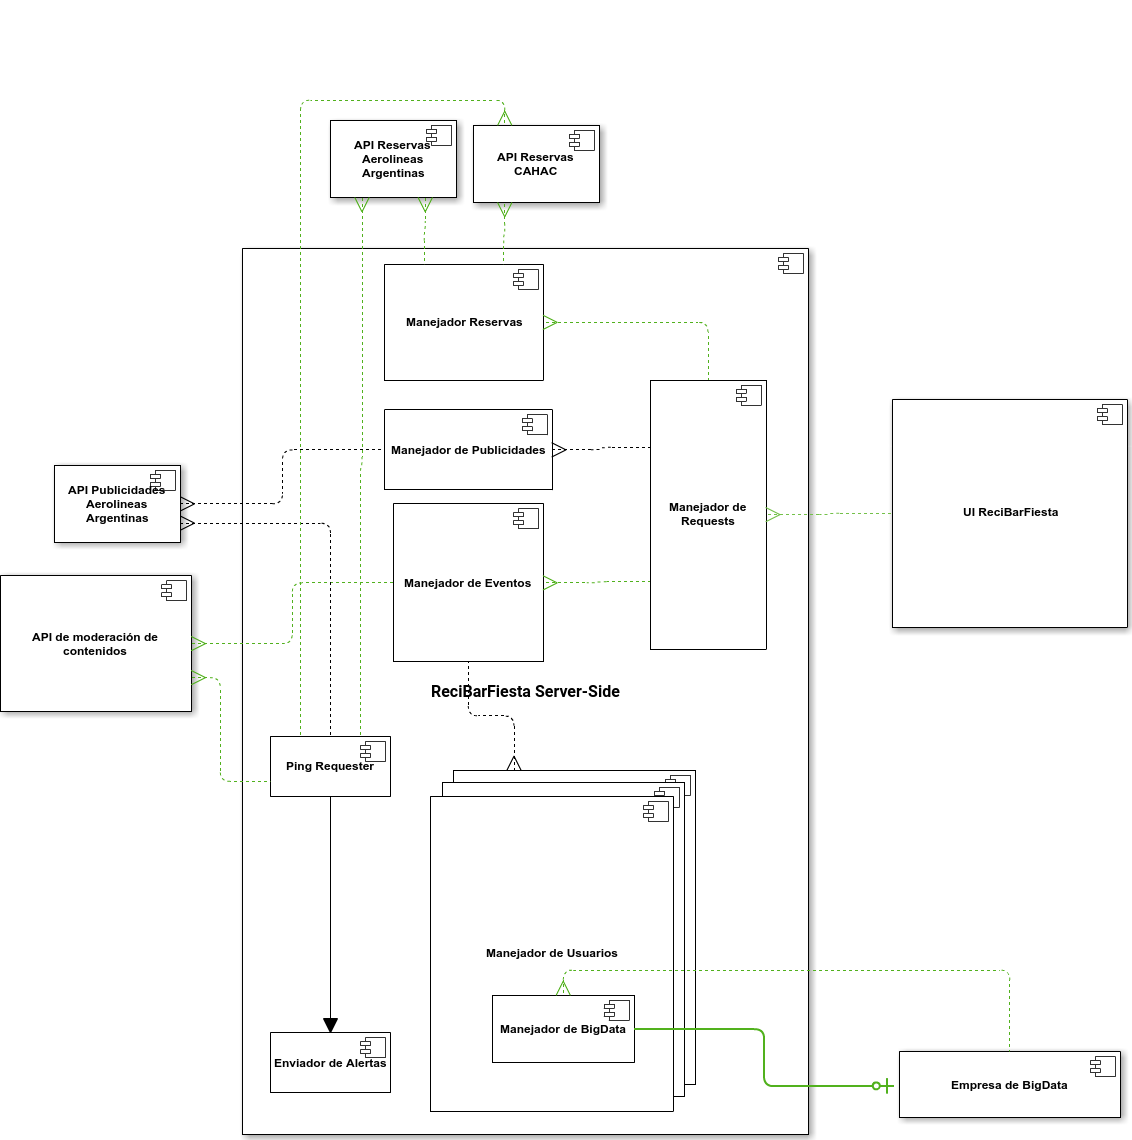 API Reservas
Aerolineas
Argentinas
API Reservas
CAHAC
Manejador Reservas
Manejador de Publicidades
API Publicidades
Aerolineas
Argentinas
Manejador de
Requests
UI ReciBarFiesta
Manejador de Eventos
API de moderación de
contenidos
ReciBarFiesta Server-Side
Ping Requester
Manejador de Usuarios
Manejador de BigData
Enviador de Alertas
Empresa de BigData